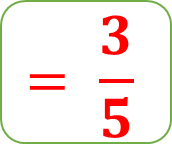 = 3/5